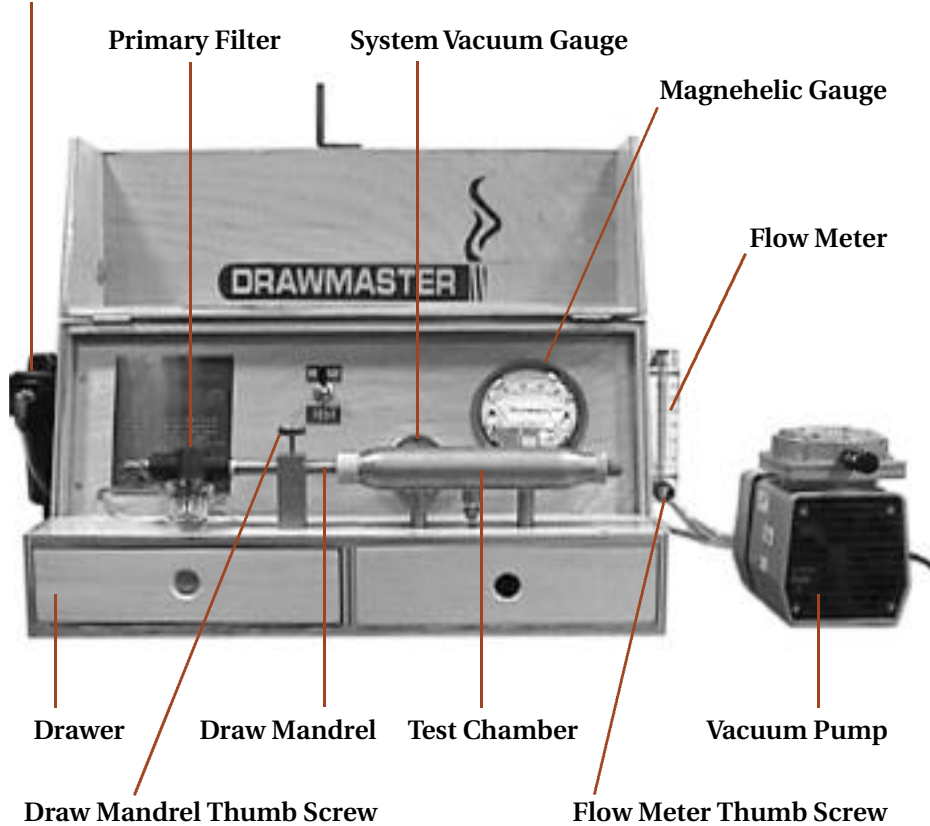 Primary Filter
System Vacuum Gauge
Magnehelic Gauge
Flow Meter
DRAWMASTER
Drawer
Draw Mandrel
Test Chamber
Vacuum Pump
Draw Mandrel Thumb Screw
Flow Meter Thumb Screw